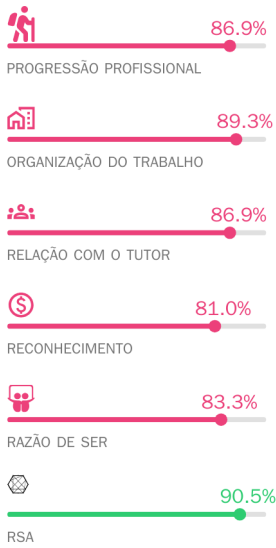 86.9%
PROGRESSÃO PROFISSIONAL
89.3%
ORGANIZAÇÃO DO TRABALHO
86.9%
RELAÇÃO COM O TUTOR
81.0%
RECONHECIMENTO
83.3%
RAZÃO DE SER
90.5%
RSA